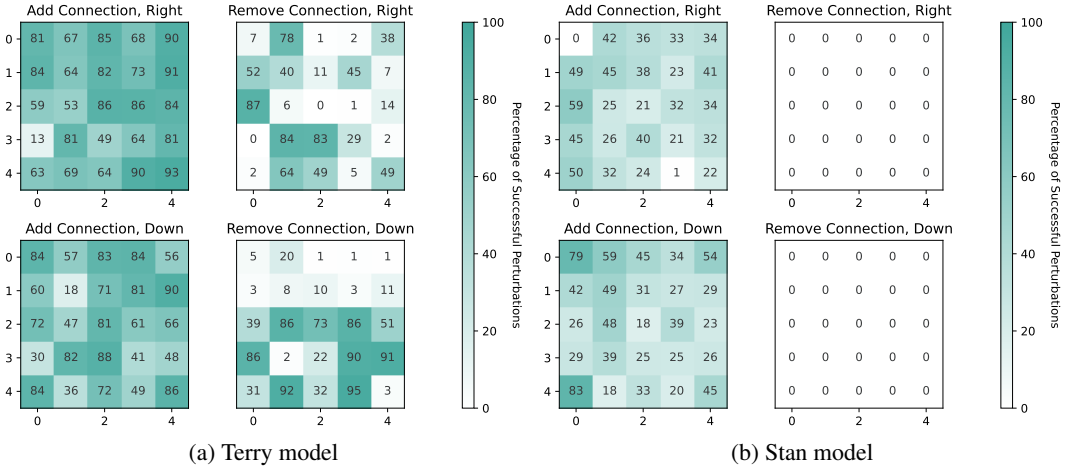 Add Connection, Right
Remove Connection, Right
0 81 67 85 68 90
7 78 1 2 38
1 84 64 82 73 91
52 40 11 45 7
2 59 53 86 86 84
87 6 0 1 14
3 13 81 49 64 81
0 84 83 29 2
4 63 69 64 90 93
2 64 49 5 49
0 2 4
0 2 4
Add Connection, Down
Remove Connection, Down
0 84 57 83 84 56
5 20 1 1 1
1 60 18 71 81 90
3 8 10 3 11
2 72 47 81 61 66
39 86 73 86 51
3 30 82 88 41 48
86 2 22 90 91
4 84 36 72 49 86
31 92 32 95 3
0 2 4
0 2 4
100
80
60
40
20
0
Percentage of Successful Perturbations
(a) Terry model
Add Connection, Right
Remove Connection, Right
0 0 42 36 33 34
0 0 0 0 0
1 49 45 38 23 41
0 0 0 0 0
2 59 25 21 32 34
0 0 0 0 0
3 45 26 40 21 32
0 0 0 0 0
4 50 32 24 1 22
0 0 0 0 0
0 2 4
0 2 4
Add Connection, Down
Remove Connection, Down
0 79 59 45 34 54
0 0 0 0 0
1 42 49 31 27 29
0 0 0 0 0
2 26 48 18 39 23
0 0 0 0 0
3 29 39 25 25 26
0 0 0 0 0
4 83 18 33 20 45
0 0 0 0 0
0 2 4
0 2 4
100
80
60
40
20
0
Percentage of Successful Perturbations
(b) Stan model